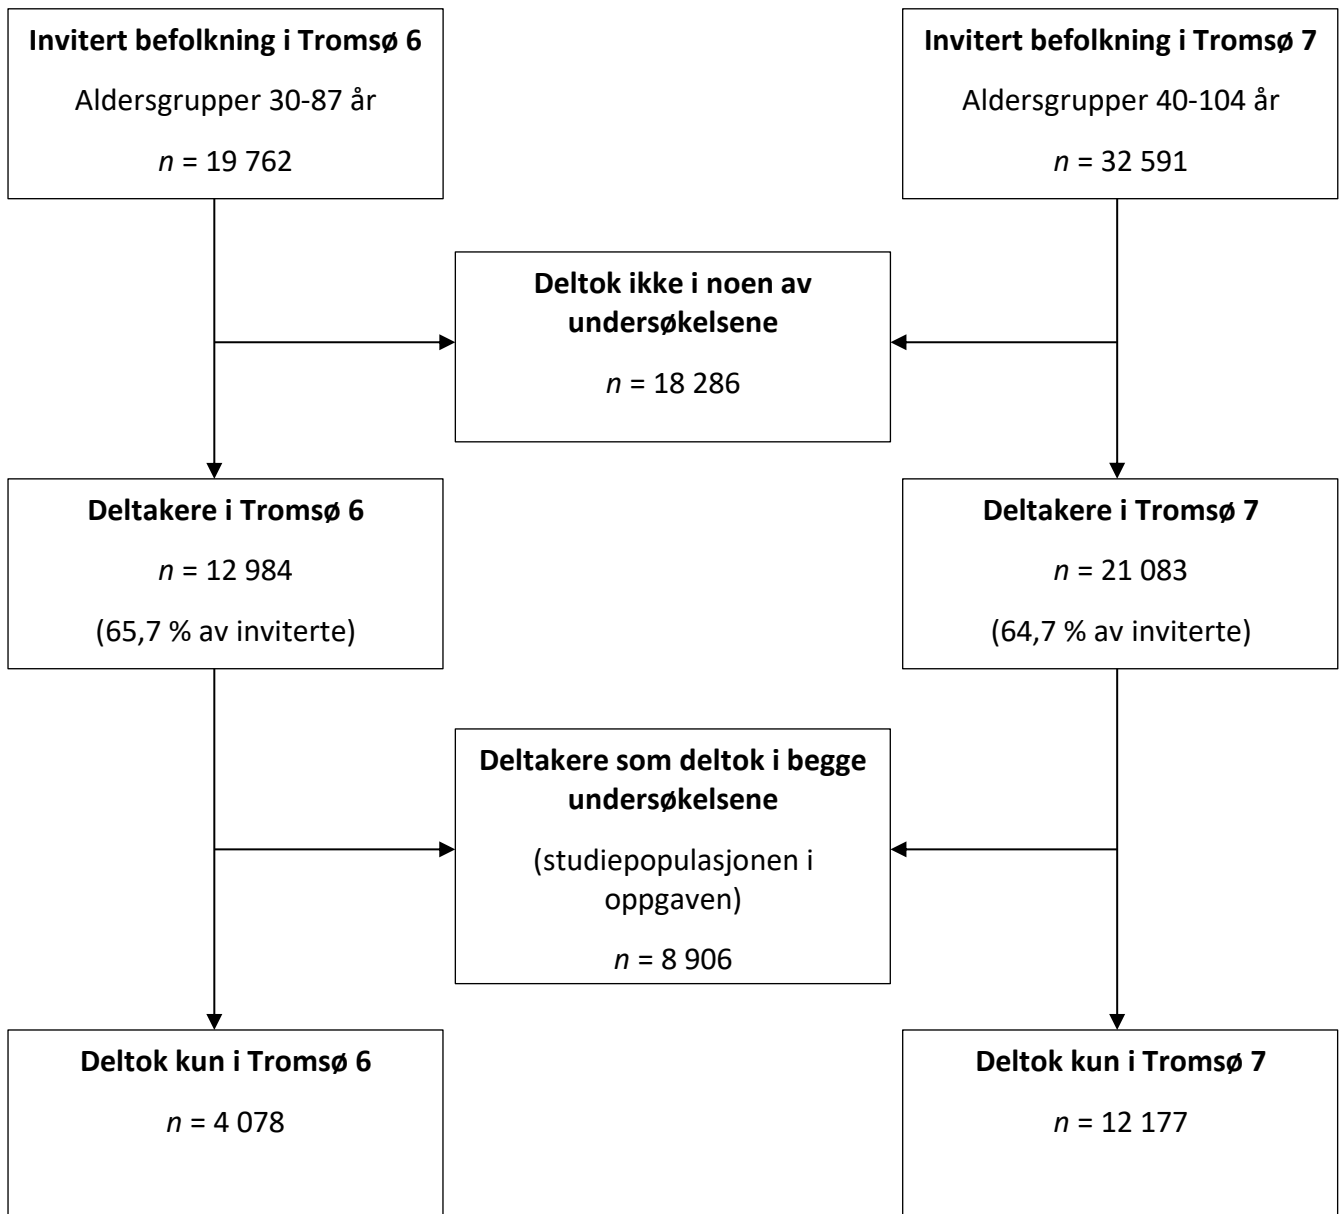 Invitert befolkning i Tromsø 6
Aldersgrupper 30-87 år
n = 19 762
Invitert befolkning i Tromsø 7
Aldersgrupper 40-104 år
n = 32 591
Deltok ikke i noen av
undersøkelsene
n = 18 286
Deltakere i Tromsø 6
n = 12 984
(65,7 % av inviterte)
Deltakere i Tromsø 7
n = 21 083
(64,7 % av inviterte)
Deltakere som deltok i begge
undersøkelsene
(studiepopulasjonen i
oppgaven)
n = 8 906
Deltok kun i Tromsø 6
n = 4 078
Deltok kun i Tromsø 7
n = 12 177